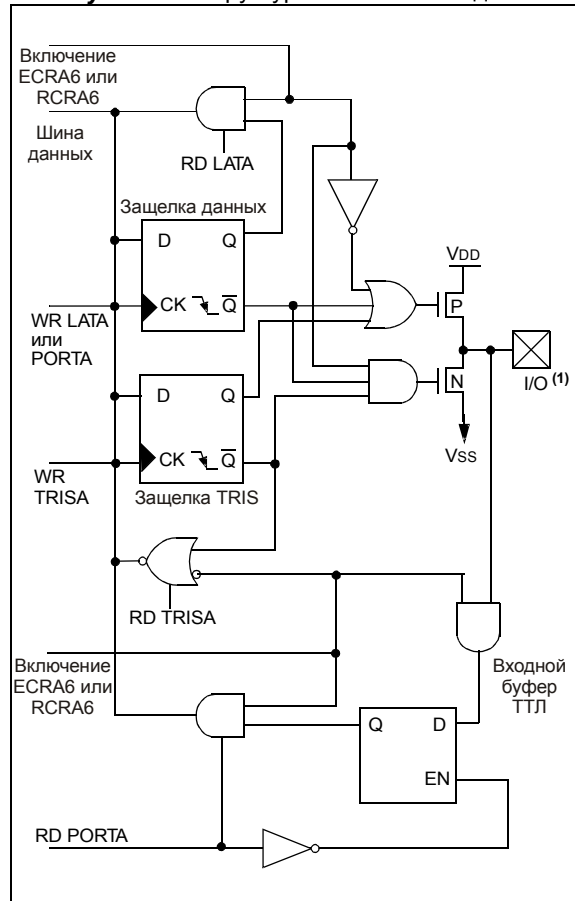 Включение
ECRA6 или
RCRA6
Шина
данных
RD LATA
Защелка данных
D Q
CK Q
WR LATA
или
PORTA
VDD
P
N
I/O (1)
VSS
D Q
CK Q
WR
TRISA
Защелка TRIS
RD TRISA
Включение
ECRA6 или
RCRA6
Входной
буфер
ТТЛ
Q D
EN
RD PORTA